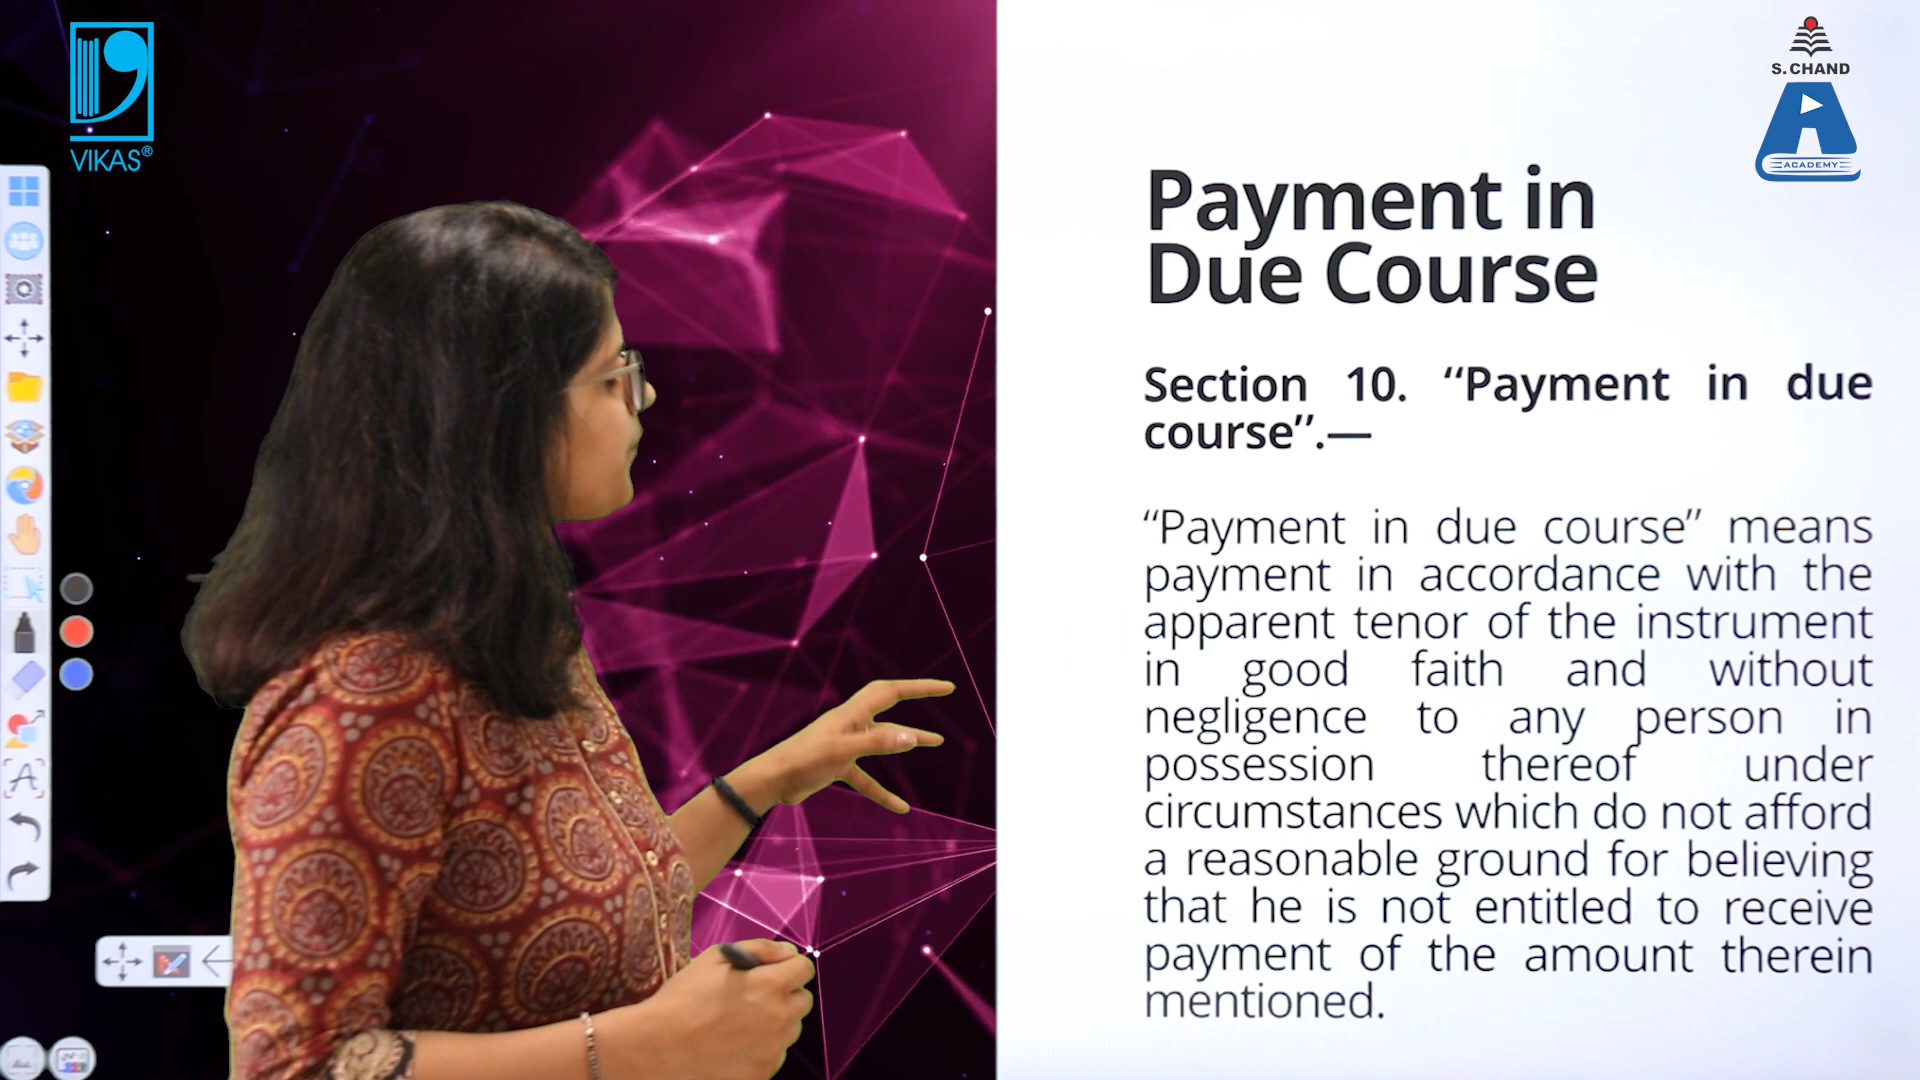 VIKAS®
S. CHAND
ACADEMY
Payment in
Due Course
Section 10. “Payment in due
course”.—
“Payment in due course” means
payment in accordance with the
apparent tenor of the instrument
in good faith and without
negligence to any person in
possession thereof under
circumstances which do not afford
a reasonable ground for believing
that he is not entitled to receive
payment of the amount therein
mentioned.